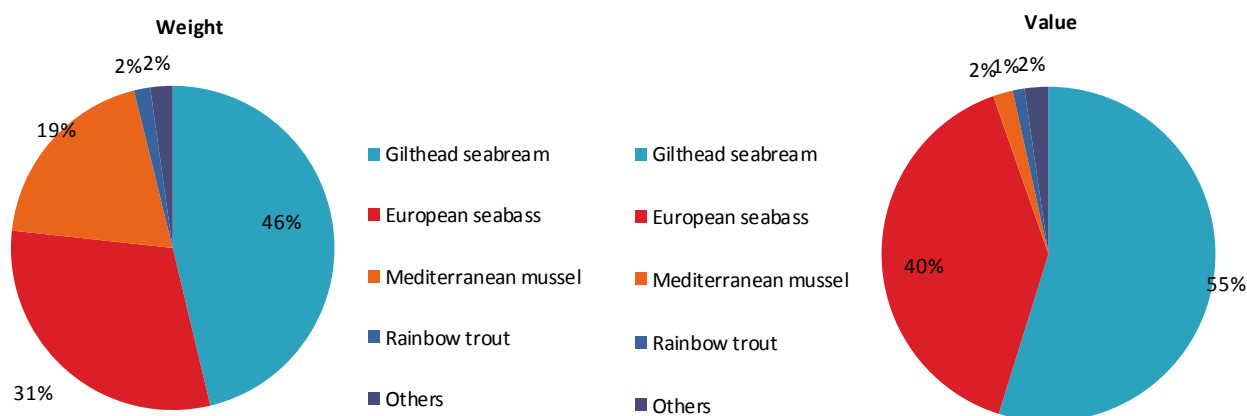 Weight
2%
2%
19%
46%
31%
Gilthead seabream
European seabass
Mediterranean mussel
Rainbow trout
Others
Gilthead seabream
European seabass
Mediterranean mussel
Rainbow trout
Others
Value
2%
1%
2%
40%
55%